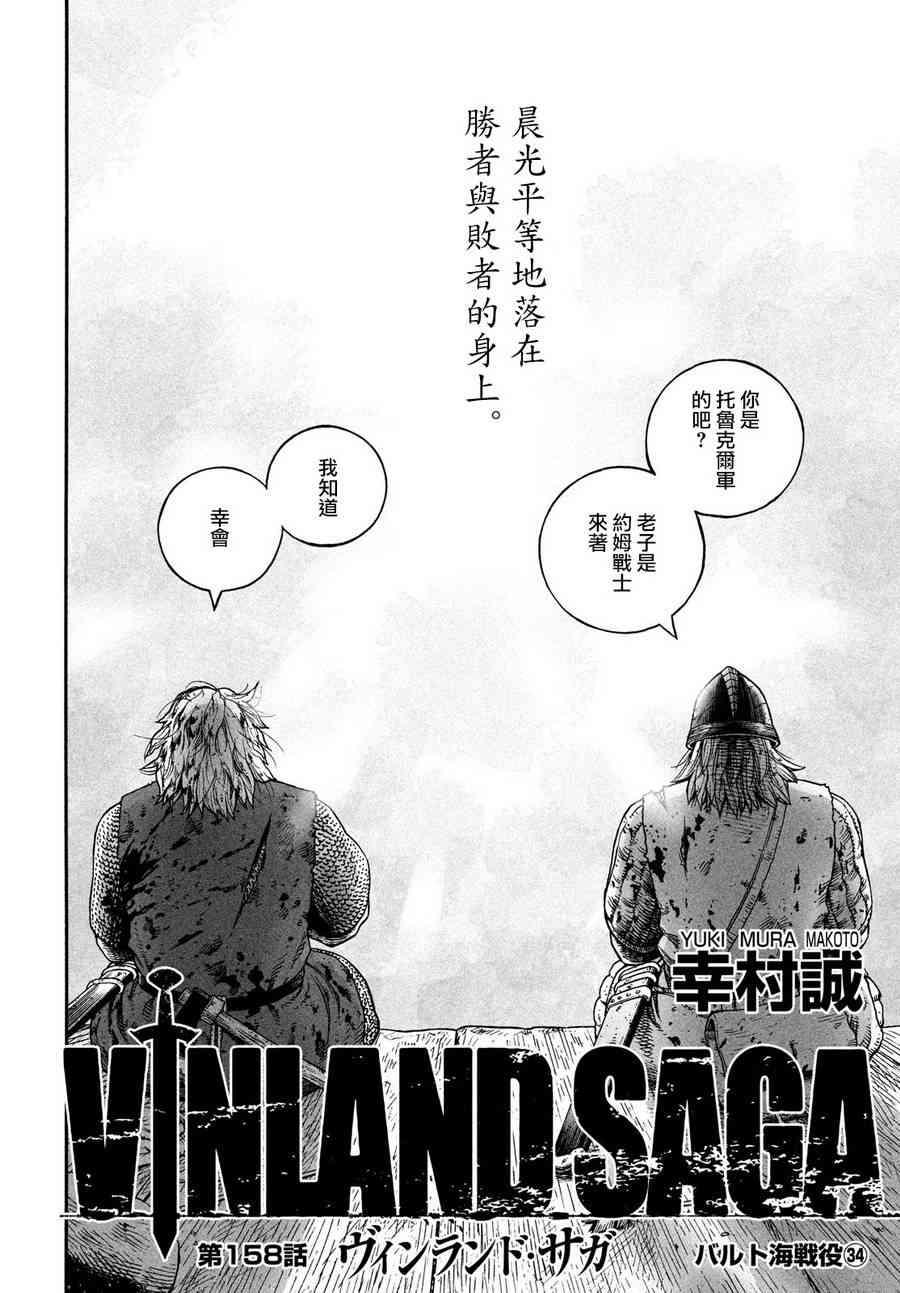 晨光平等地落在
勝者與敗者的身上。
你是
托魯克爾軍
的吧？
老子是
約姆戰士
來著
我知道
幸會
YUKIMURA MAKOTO
幸村誠
VINLAND SAGA
第158話
ヴィンランド・サガ
バルト海戦役㉞